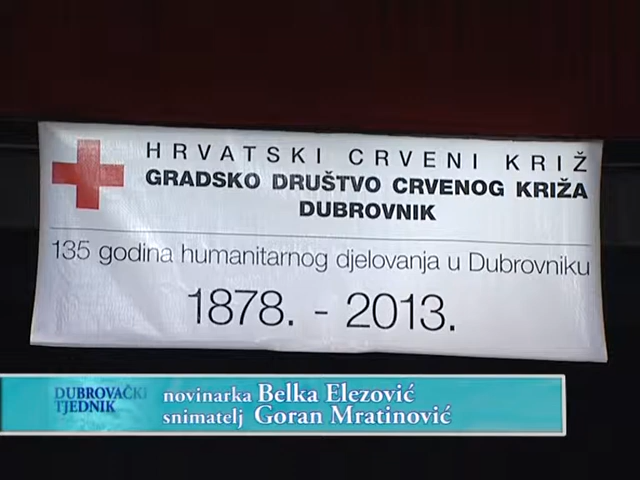 HRVATSKI CRVENI KRIŽ
GRADSKO DRUŠTVO CRVENOG KRIŽA
DUBROVNIK
135 godina humanitarnog djelovanja u Dubrovniku
1878. - 2013.
DUBROVAČKI
TJEDNIK
novinarka Belka Elezović
snimatelj Goran Mratinović